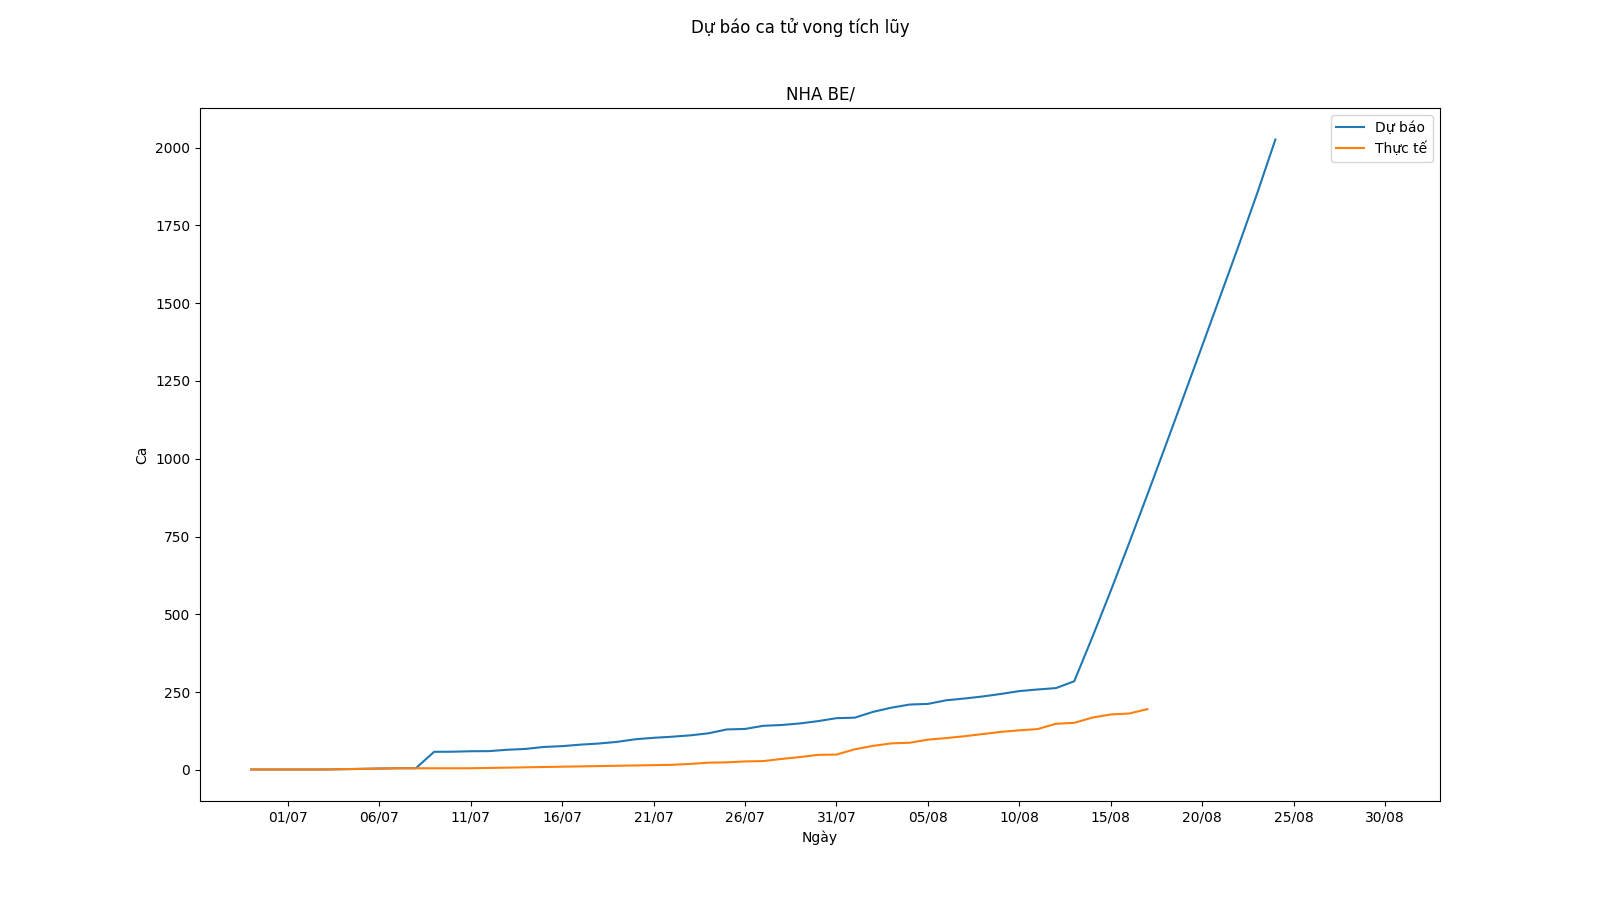 Dự báo ca tử vong tích lũy
NHA BE/
Dự báo
Thực tế
2000
1750
1500
1250
1000
750
500
250
0
Ca
01/07 06/07 11/07 16/07 21/07 26/07 31/07 05/08 10/08 15/08 20/08 25/08 30/08
Ngày